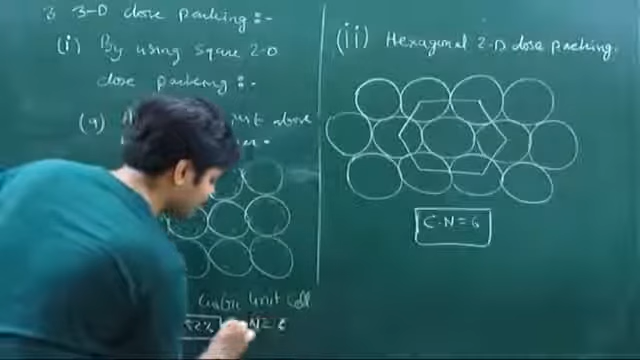 3 3-D close packing :-
(i) By using square 2-D
close packing :-
(a) above
cubic unit cell
52% N = 6
(ii) Hexagonal 2-D close packing.
C.N = 6